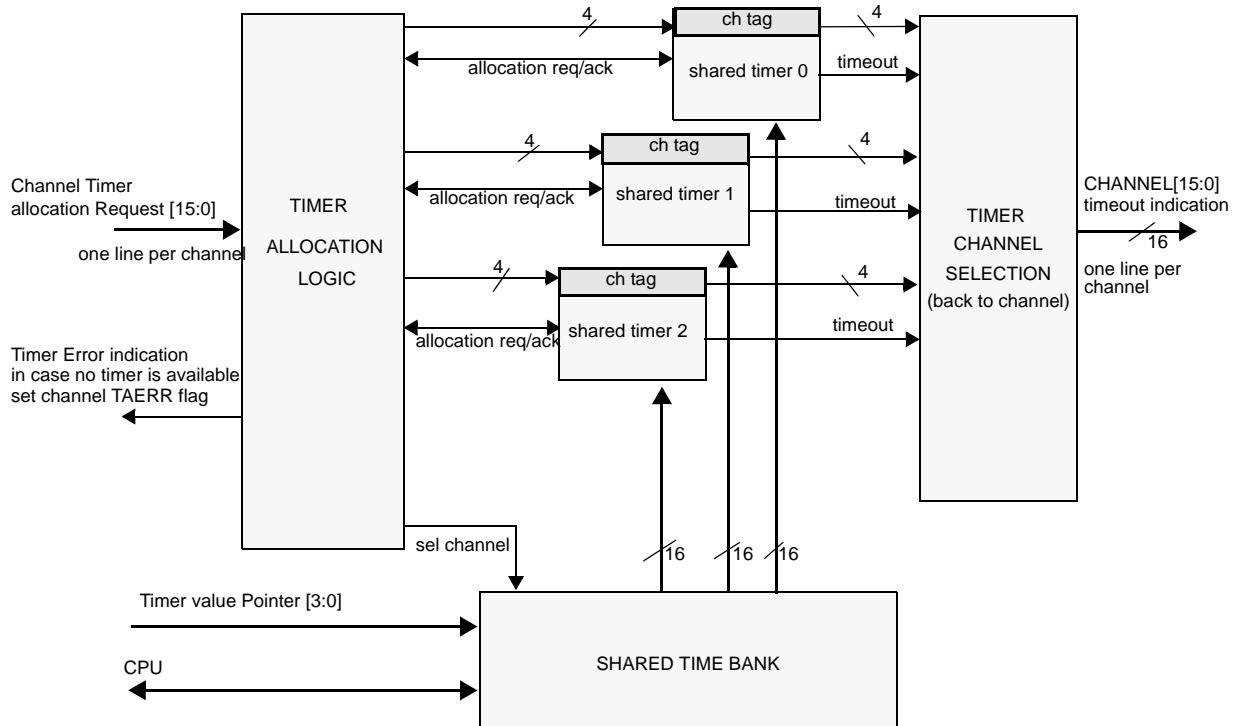 4
ch tag
4
allocation req/ack
shared timer 0
timeout
4
ch tag
4
allocation req/ack
shared timer 1
timeout
Channel Timer
allocation Request [15:0]
one line per channel
TIMER
ALLOCATION
LOGIC
TIMER
CHANNEL
SELECTION
(back to channel)
CHANNEL[15:0]
timeout indication
16
one line per
channel
4
ch tag
4
allocation req/ack
shared timer 2
timeout
Timer Error indication
in case no timer is available
set channel TAERR flag
sel channel
16
16
16
Timer value Pointer [3:0]
CPU
SHARED TIME BANK